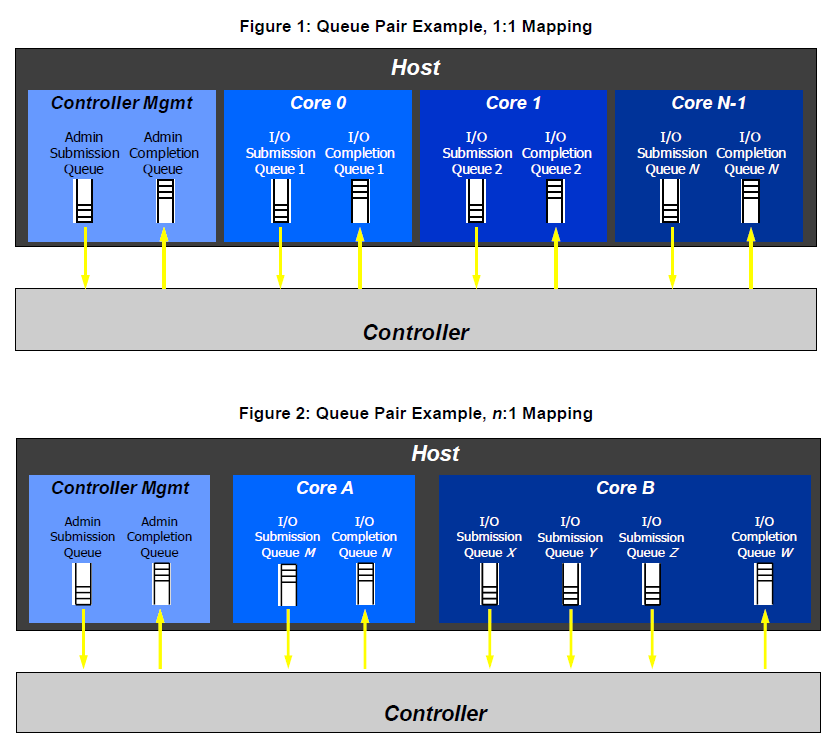 Figure 1: Queue Pair Example, 1:1 Mapping
Host
Controller Mgmt
Admin
Submission
Queue
Admin
Completion
Queue
Core 0
I/O
Submission
Queue 1
I/O
Completion
Queue 1
Core 1
I/O
Submission
Queue 2
I/O
Completion
Queue 2
Core N-1
I/O
Submission
Queue N
I/O
Completion
Queue N
Controller
Figure 2: Queue Pair Example, n:1 Mapping
Host
Controller Mgmt
Admin
Submission
Queue
Admin
Completion
Queue
Core A
I/O
Submission
Queue M
I/O
Completion
Queue N
Core B
I/O
Submission
Queue X
I/O
Submission
Queue Y
I/O
Submission
Queue Z
I/O
Completion
Queue W
Controller